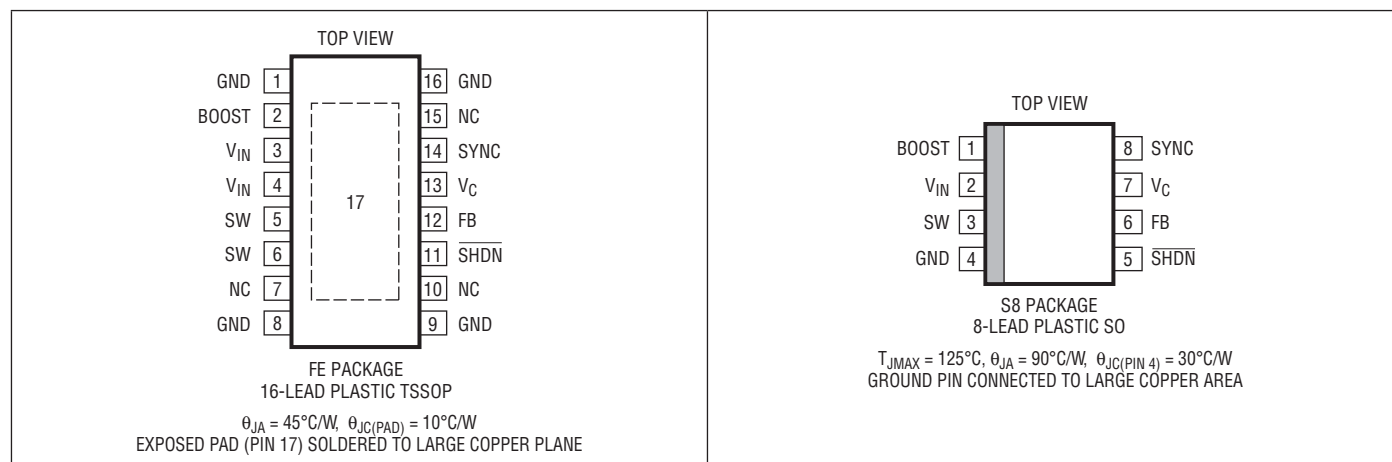 TOP VIEW
GND 1
BOOST 2
VIN 3
VIN 4
SW 5
SW 6
NC 7
GND 8
16 GND
15 NC
14 SYNC
13 VC
12 FB
11 SHDN
10 NC
9 GND
17
FE PACKAGE
16-LEAD PLASTIC TSSOP
θJA = 45°C/W, θJC(PAD) = 10°C/W
EXPOSED PAD (PIN 17) SOLDERED TO LARGE COPPER PLANE
TOP VIEW
BOOST 1
VIN 2
SW 3
GND 4
8 SYNC
7 VC
6 FB
5 SHDN
S8 PACKAGE
8-LEAD PLASTIC SO
TJMAX = 125°C, θJA = 90°C/W, θJC(PIN 4) = 30°C/W
GROUND PIN CONNECTED TO LARGE COPPER AREA